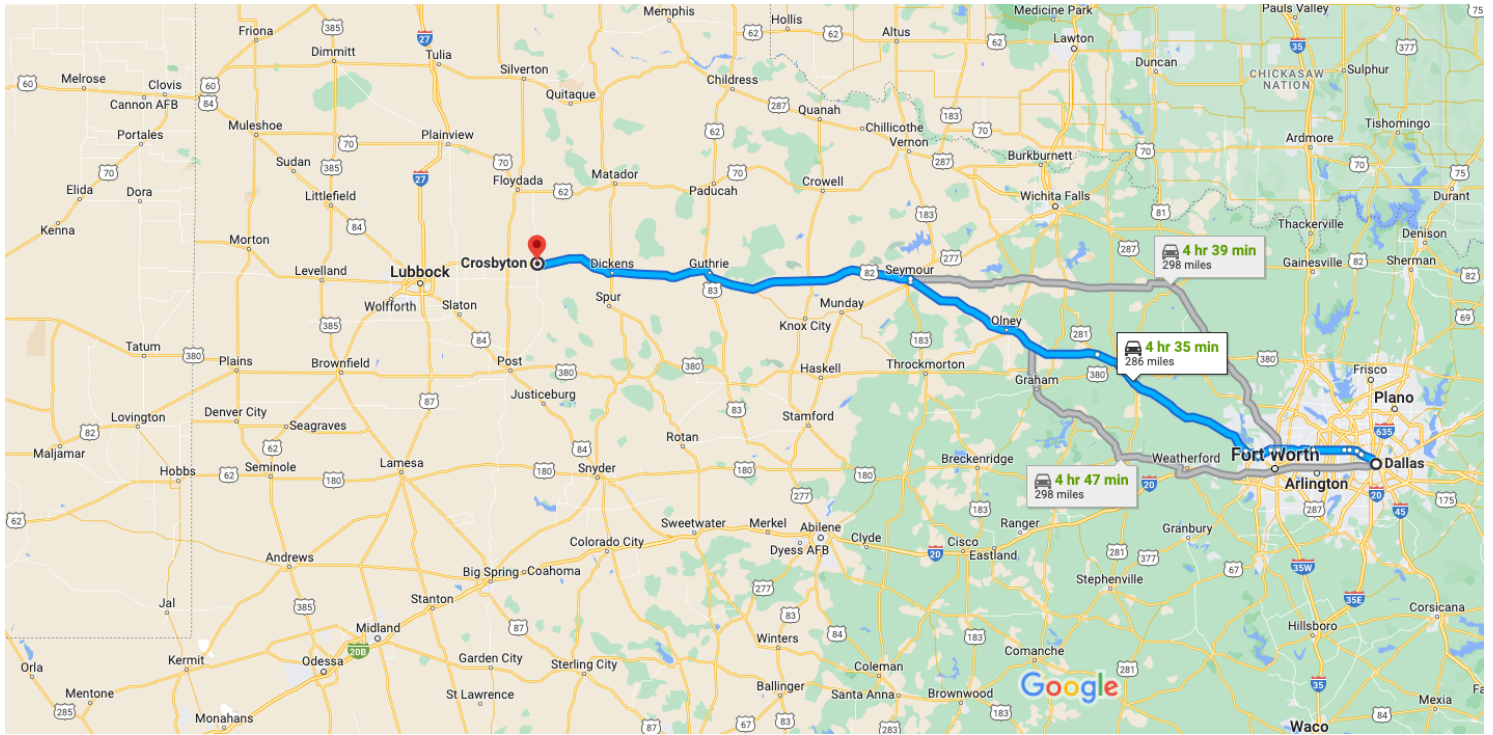 Memphis
Hollis
Medicine Park
Pauls Valley
Friona
Dimmitt
Tulia
Altus
Lawton
Silverton
Duncan
Sulphur
Melrose
Clovis
Cannon AFB
Quitaque
Childress
CHICKASAW
NATION
Quanah
Chillicothe
Vernon
Tishomingo
Portales
Muleshoe
Plainview
Ardmore
Burkburnett
Sudan
Floydada
Matador
Paducah
Crowell
Durant
Elida
Dora
Littlefield
Wichita Falls
Kenna
Thackerville
Denison
Morton
4 hr 39 min
298 miles
Gainesville
Sherman
Levelland
Lubbock
Crosbyton
Dickens
Guthrie
Seymour
Wolfforth
Slaton
Spur
Munday
Knox City
Olney
4 hr 35 min
286 miles
Tatum
Plains
Brownfield
Post
Haskell
Throckmorton
Graham
Frisco
Plano
Justiceburg
Lovington
Denver City
Seagraves
Stamford
Rotan
Maljamar
Hobbs
Seminole
Lamesa
Snyder
Breckenridge
Weatherford
Fort Worth
Dallas
Arlington
4 hr 47 min
298 miles
Sweetwater
Merkel
Abilene
Dyess AFB
Clyde
Cisco
Eastland
Ranger
Granbury
Andrews
Colorado City
Big Spring
Coahoma
Stephenville
Jal
Stanton
Corsicana
Hillsboro
Midland
Odessa
Winters
Comanche
Orla
Kermit
Garden City
Sterling City
Coleman
Santa Anna
Mentone
St Lawrence
Ballinger
Brownwood
Google
Mexia
Monahans
Waco